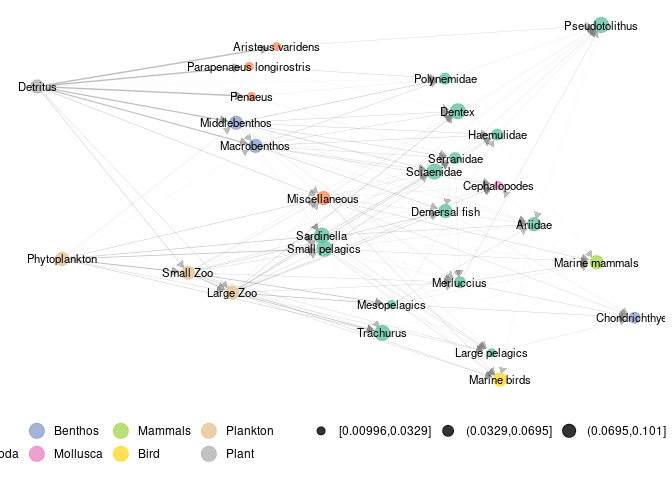 Pseudotolithus
Aristeus varidens
Parapenaeus longirostris
Polynemidae
Detritus
Penaeus
Dentex
Middlebenthos
Haemulidae
Macrobenthos
Serranidae
Sciaenidae
Cephalopodes
Miscellaneous
Demersal fish
Ariidae
Sardinella
Small pelagics
Phytoplankton
Marine mammals
Small Zoo
Merluccius
Large Zoo
Mesopelagics
Chondrichthye
Trachurus
Large pelagics
Marine birds
Benthos Mammals Plankton [0.00996,0.0329] (0.0329,0.0695] (0.0695,0.101]
oda Mollusca Bird Plant